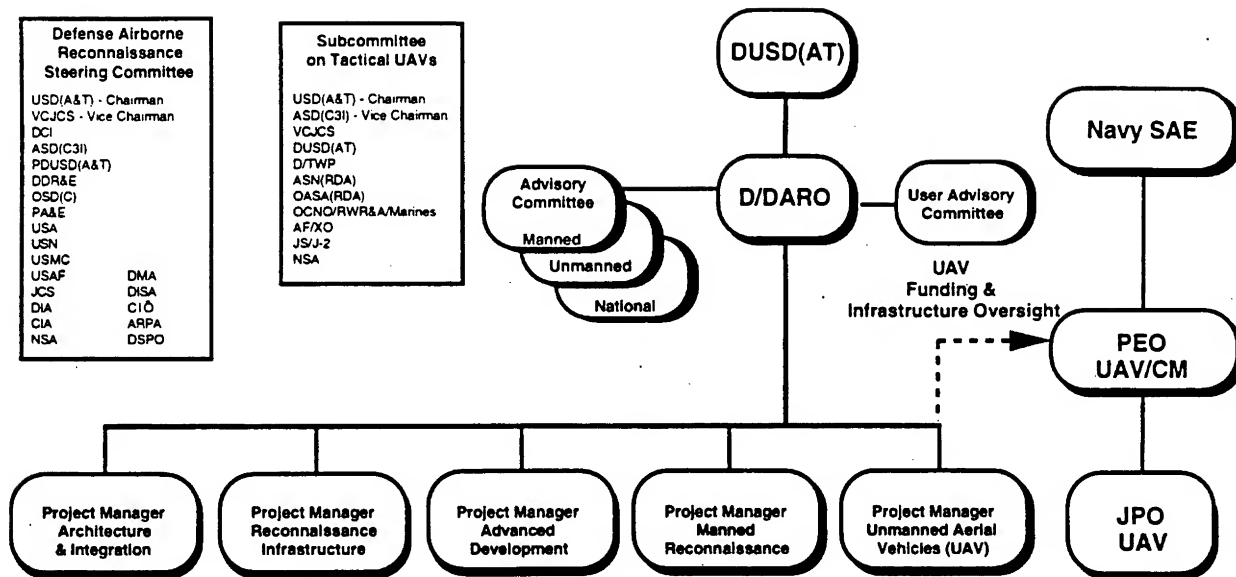 Defense Airborne
Reconnaissance
Steering Committee
USD(A&T) - Chairman
VCJCS - Vice Chairman
DCI
ASD(C3I)
PDUSD(A&T)
DDR&E
OSD(C)
PA&E
USA
USN
USMC
USAF DMA
JCS DISA
DIA CIO
CIA ARPA
NSA DSPO
Subcommittee
on Tactical UAVs
USD(A&T) - Chairman
ASD(C3I) - Vice Chairman
VCJCS
DUSD(AT)
D/TWP
ASN(RDA)
OASA(RDA)
OCNO/RWR&A/Marines
AF/XO
JS/J-2
NSA
DUSD(AT)
Navy SAE
Advisory
Committee
Manned
Unmanned
National
D/DARO
User Advisory
Committee
UAV
Funding &
Infrastructure Oversight
PEO
UAV/CM
Project Manager
Architecture
& Integration
Project Manager
Reconnaissance
Infrastructure
Project Manager
Advanced
Development
Project Manager
Manned
Reconnaissance
Project Manager
Unmanned Aerial
Vehicles (UAV)
JPO
UAV